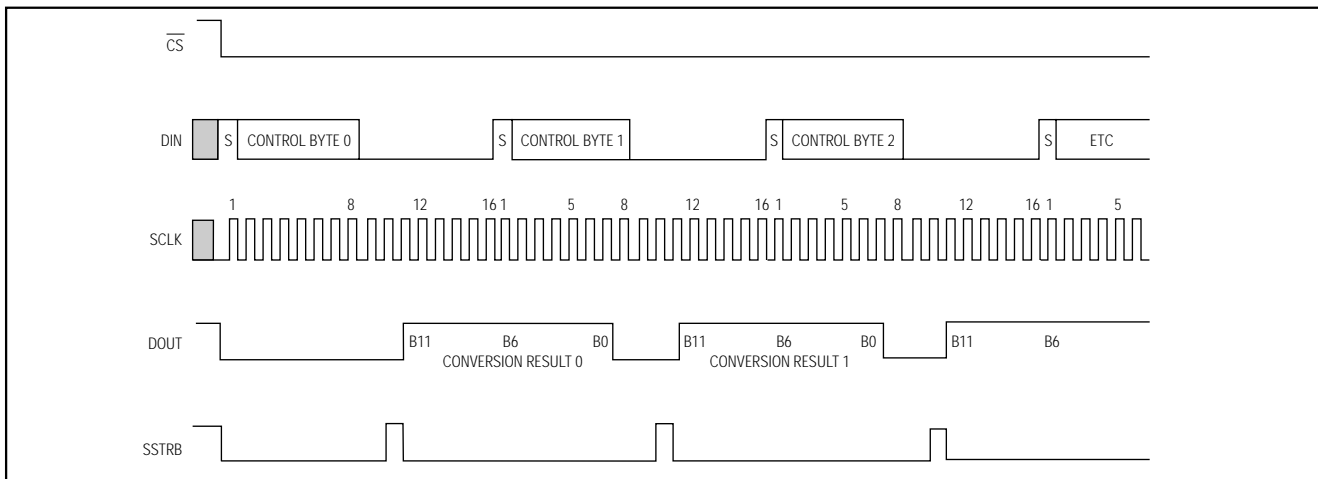 CS
DIN S CONTROL BYTE 0 S CONTROL BYTE 1 S CONTROL BYTE 2 S ETC
1 8 12 16 1 5 8 12 16 1 5 8 12 16 1 5
SCLK
DOUT B11 B6 B0 B11 B6 B0 B11 B6
CONVERSION RESULT 0 CONVERSION RESULT 1
SSTRB